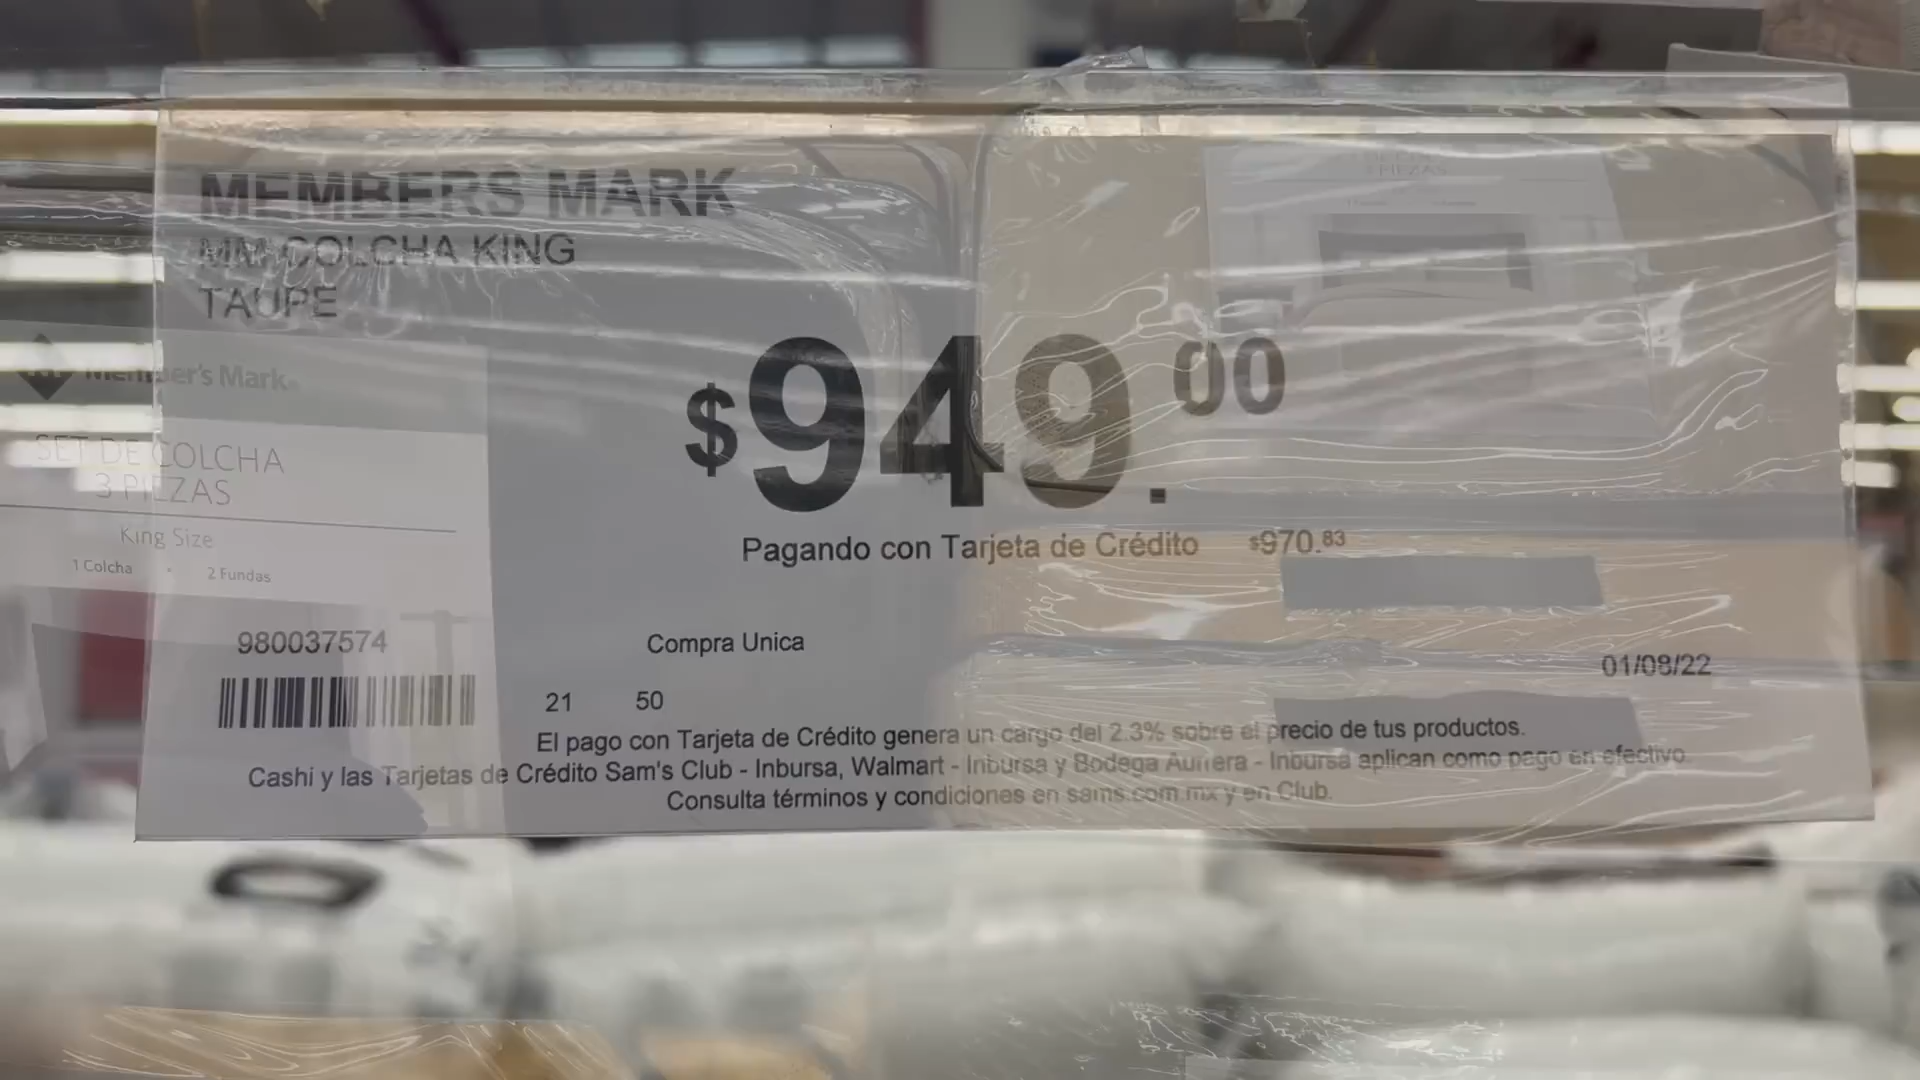 MEMBERS MARK
MM COLCHA KING
TAUPE
$949.00
Pagando con Tarjeta de Crédito $970.83
Member's Mark
SET DE COLCHA
3 PIEZAS
King Size
1 Colcha - 2 Fundas
980037574
Compra Unica
01/08/22
21 50
El pago con Tarjeta de Crédito genera un cargo del 2.3% sobre el precio de tus productos.
Cashi y las Tarjetas de Crédito Sam's Club - Inbursa, Walmart - Inbursa y Bodega Aurrera - Inbursa aplican como pago en efectivo.
Consulta términos y condiciones en sams.com.mx y en Club.
3 PIEZAS